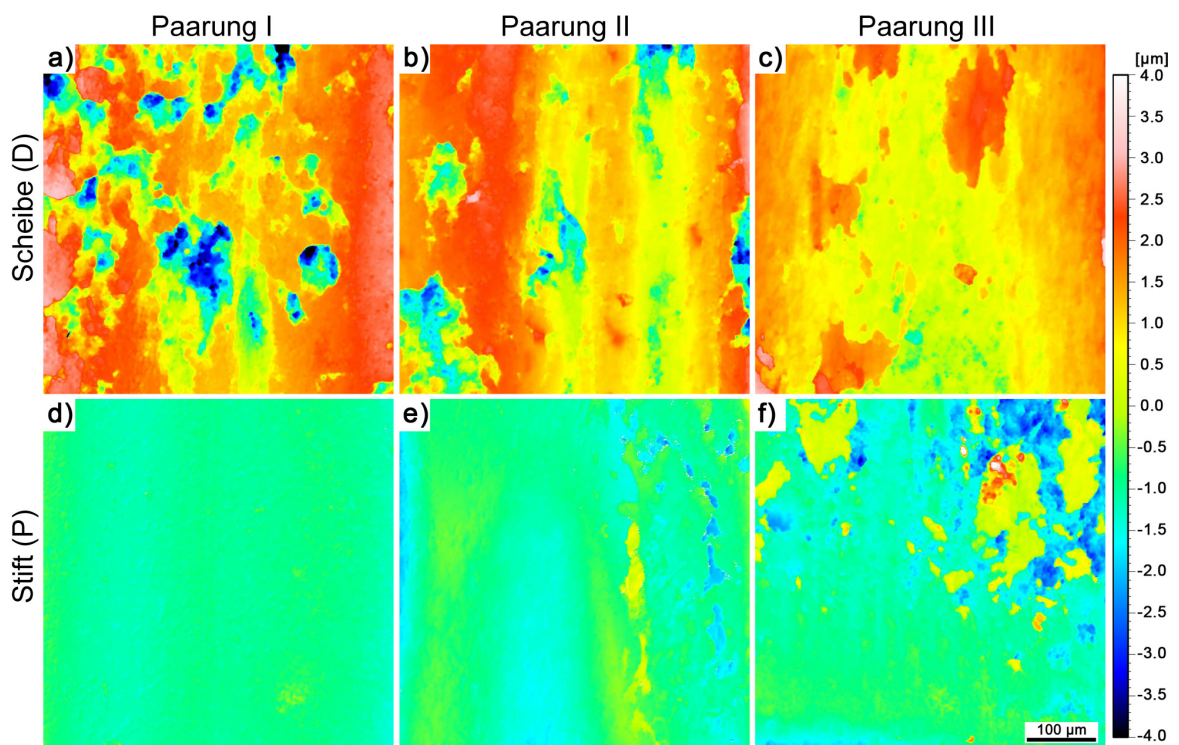 Paarung I
Paarung II
Paarung III
Scheibe (D)
a)
b)
c)
[µm]
4.0
3.5
3.0
2.5
2.0
1.5
1.0
0.5
0.0
-0.5
-1.0
-1.5
-2.0
-2.5
-3.0
-3.5
-4.0
Stift (P)
d)
e)
f)
100 µm